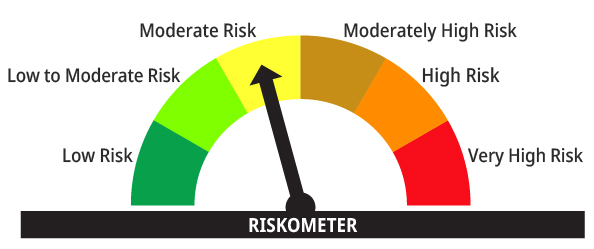 Moderate Risk
Moderately High Risk
Low to Moderate Risk
High Risk
Low Risk
Very High Risk
RISKOMETER